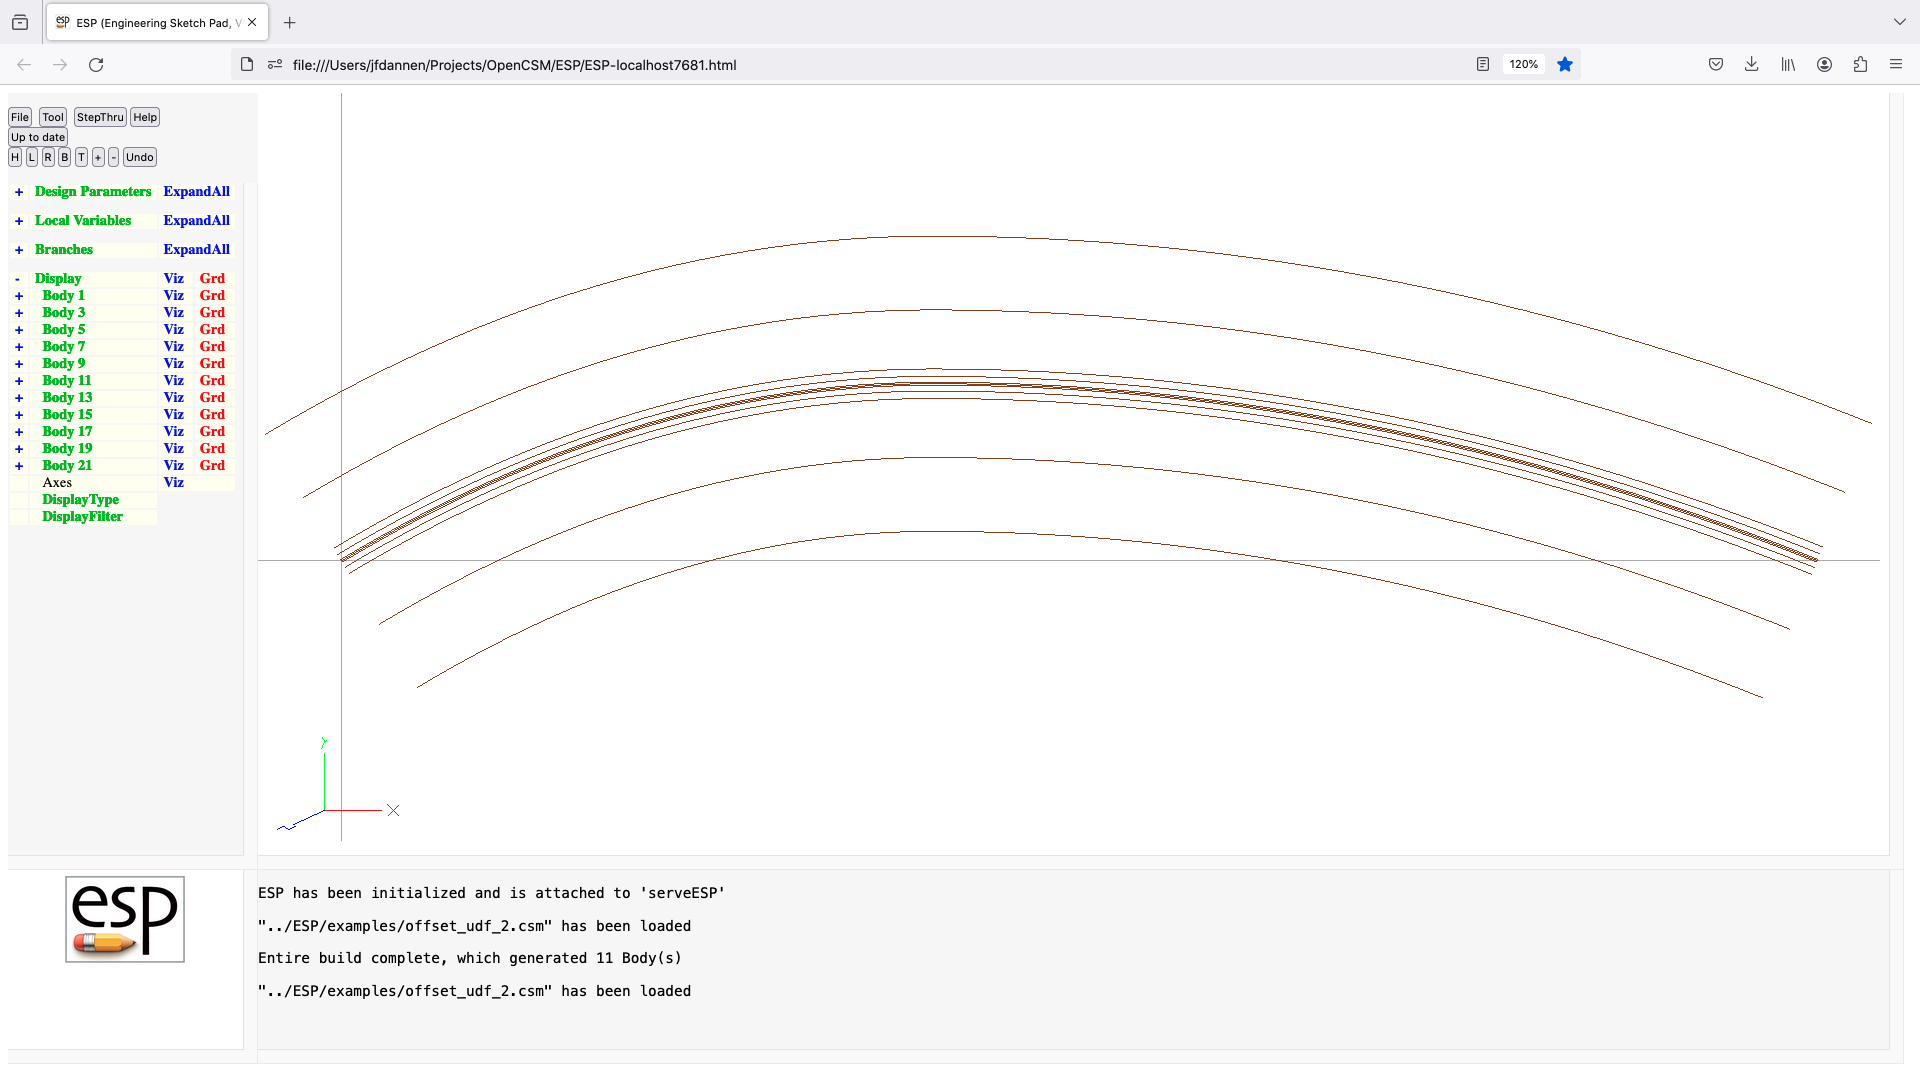 ESP (Engineering Sketch Pad, V
file:///Users/jfdannen/Projects/OpenCSM/ESP/ESP-localhost7681.html
120%
File Tool StepThru Help
Up to date
H L R B T + - Undo
+ Design Parameters ExpandAll
+ Local Variables ExpandAll
+ Branches ExpandAll
- Display Viz Grd
+ Body 1 Viz Grd
+ Body 3 Viz Grd
+ Body 5 Viz Grd
+ Body 7 Viz Grd
+ Body 9 Viz Grd
+ Body 11 Viz Grd
+ Body 13 Viz Grd
+ Body 15 Viz Grd
+ Body 17 Viz Grd
+ Body 19 Viz Grd
+ Body 21 Viz Grd
Axes Viz
DisplayType
DisplayFilter
Y
X
Z
esp
ESP has been initialized and is attached to 'serveESP'
"../ESP/examples/offset_udf_2.csm" has been loaded
Entire build complete, which generated 11 Body(s)
"../ESP/examples/offset_udf_2.csm" has been loaded